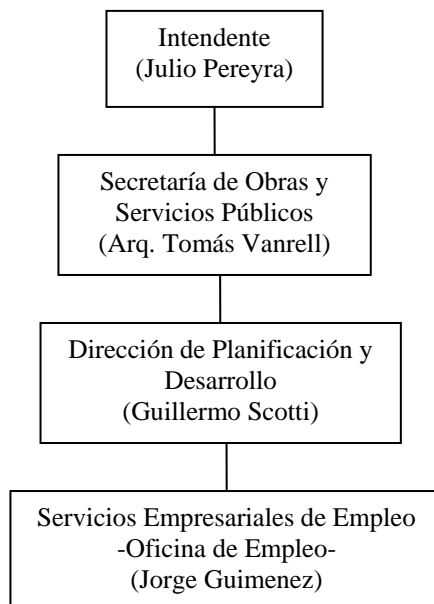 Intendente
(Julio Pereyra)
Secretaría de Obras y
Servicios Públicos
(Arq. Tomás Vanrell)
Dirección de Planificación y
Desarrollo
(Guillermo Scotti)
Servicios Empresariales de Empleo
-Oficina de Empleo-
(Jorge Guimenez)